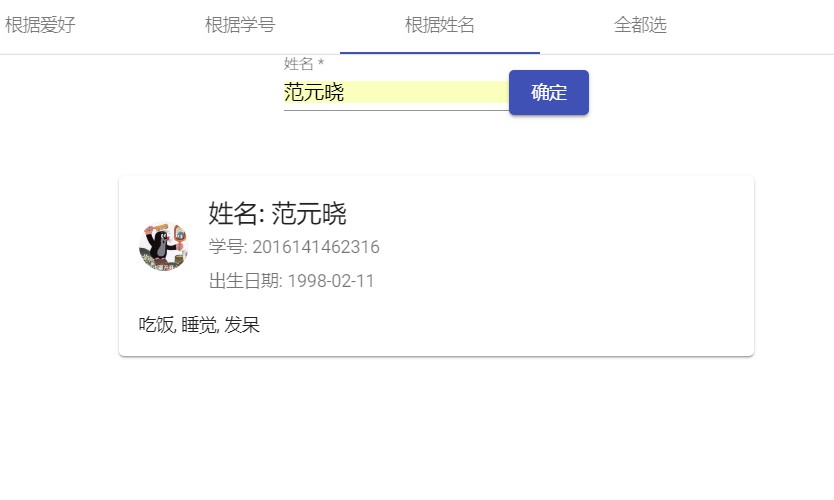 根据爱好 根据学号 根据姓名 全都选
姓名 *
范元晓 确定
姓名: 范元晓
学号: 2016141462316
出生日期: 1998-02-11
吃饭, 睡觉, 发呆